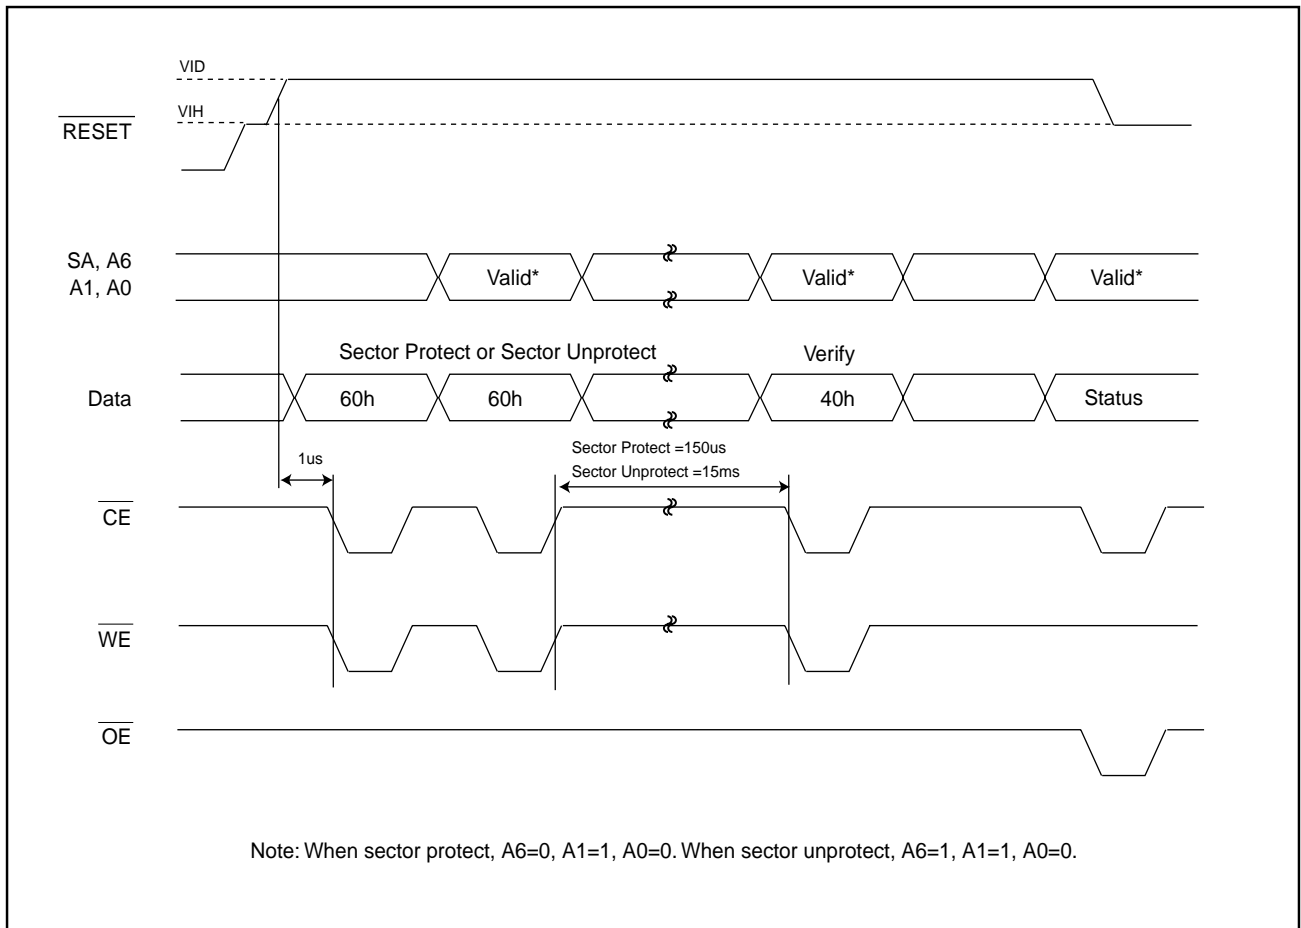 VID
VIH
RESET
SA, A6
A1, A0
Valid*
Valid*
Valid*
Sector Protect or Sector Unprotect
Verify
Data
60h
60h
40h
Status
1us
Sector Protect =150us
Sector Unprotect =15ms
CE
WE
OE
Note: When sector protect, A6=0, A1=1, A0=0. When sector unprotect, A6=1, A1=1, A0=0.